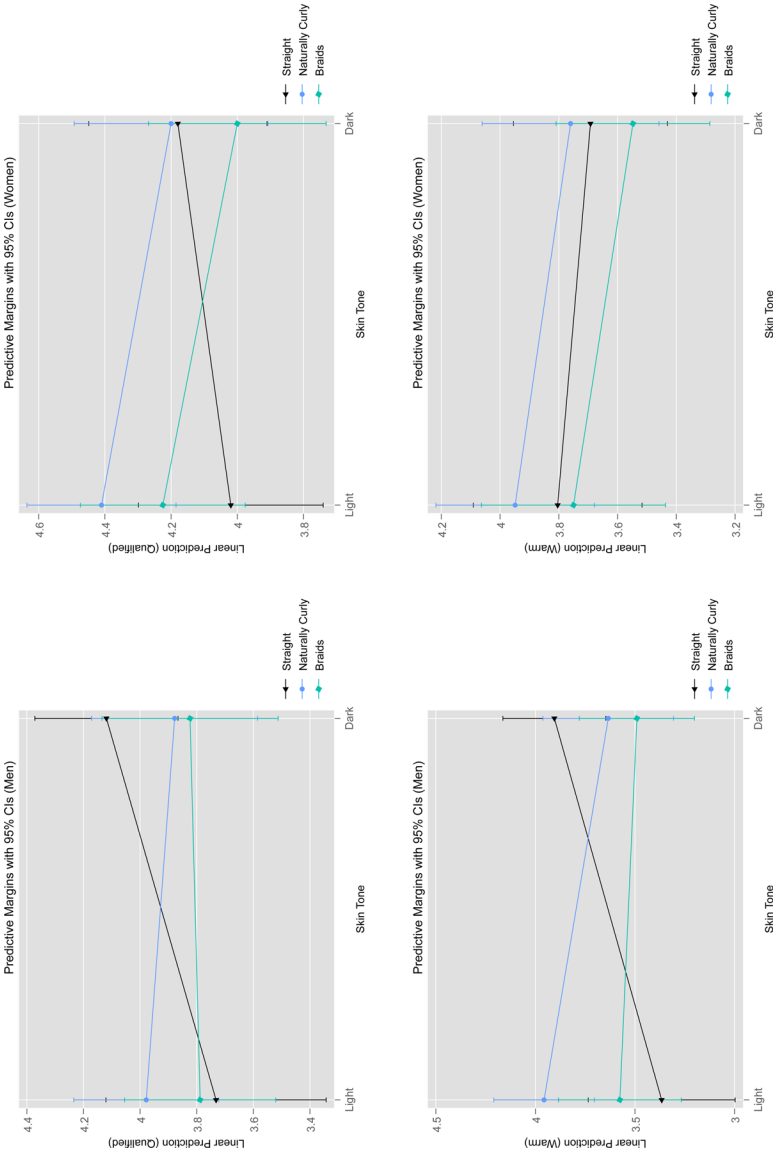 Predictive Margins with 95% CIs (Men)
Linear Prediction (Qualified)
4.4
4.2
4
3.8
3.6
3.4
Light
Dark
Skin Tone
Straight
Naturally Curly
Braids
Predictive Margins with 95% CIs (Women)
Linear Prediction (Qualified)
4.6
4.4
4.2
4
3.8
Light
Dark
Skin Tone
Straight
Naturally Curly
Braids
Predictive Margins with 95% CIs (Men)
Linear Prediction (Warm)
4.5
4
3.5
3
Light
Dark
Skin Tone
Straight
Naturally Curly
Braids
Predictive Margins with 95% CIs (Women)
Linear Prediction (Warm)
4.2
4
3.8
3.6
3.4
3.2
Light
Dark
Skin Tone
Straight
Naturally Curly
Braids